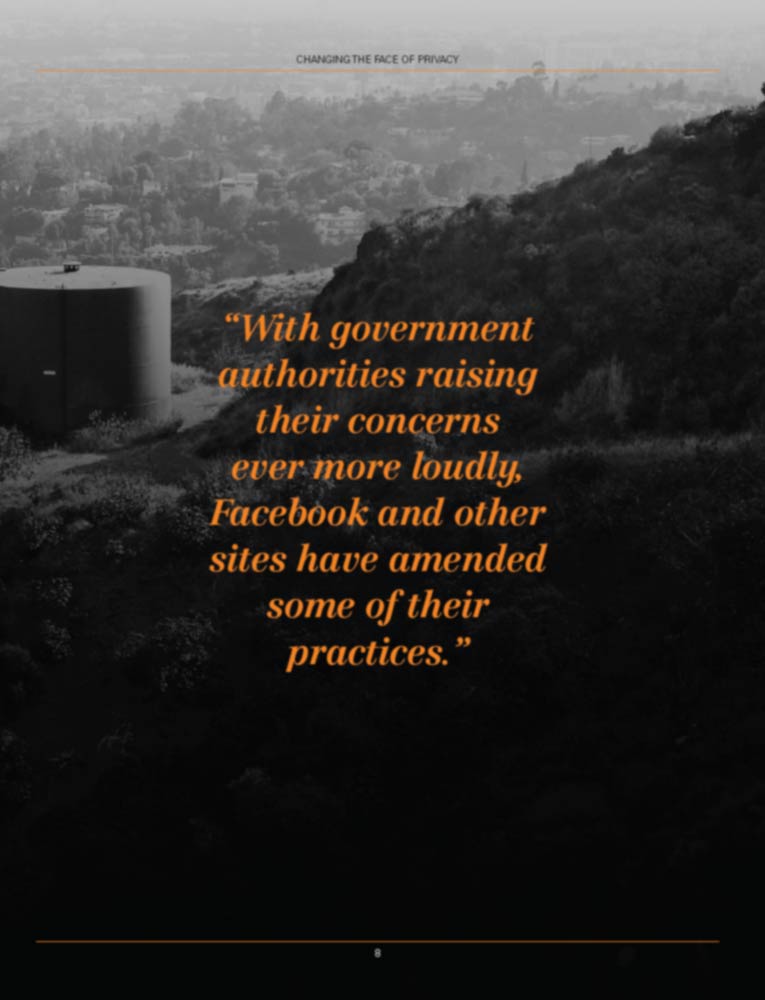 CHANGING THE FACE OF PRIVACY
“With government
authorities raising
their concerns
ever more loudly,
Facebook and other
sites have amended
some of their
practices.”
8